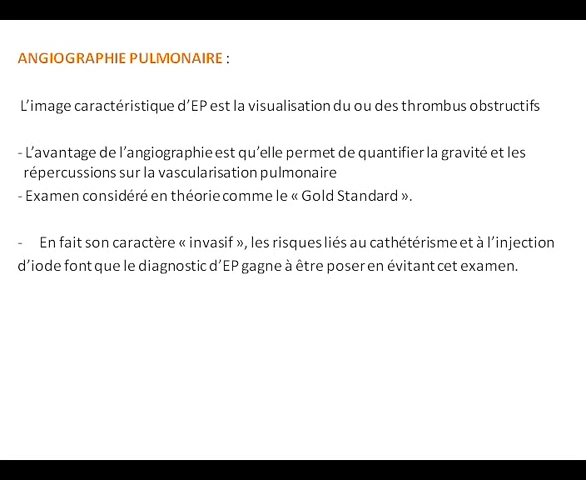 ANGIOGRAPHIE PULMONAIRE :
L’image caractéristique d’EP est la visualisation du ou des thrombus obstructifs
- L’avantage de l’angiographie est qu’elle permet de quantifier la gravité et les
répercussions sur la vascularisation pulmonaire
- Examen considéré en théorie comme le « Gold Standard ».
- En fait son caractère « invasif », les risques liés au cathétérisme et à l’injection
d’iode font que le diagnostic d’EP gagne à être poser en évitant cet examen.